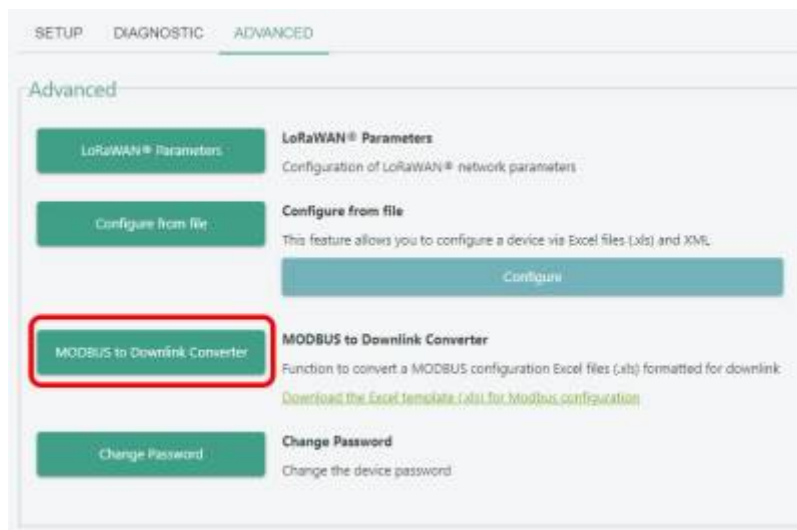 SETUP DIAGNOSTIC ADVANCED
Advanced
LoRaWAN® Parameters
LoRaWAN® Parameters
Configuration of LoRaWAN® network parameters
Configure from file
Configure from file
This feature allows you to configure a device via Excel files (.xls) and XML
Configure
MODBUS to Downlink Converter
MODBUS to Downlink Converter
Function to convert a MODBUS configuration Excel files (.xls) formatted for downlink
Download the Excel template (.xls) for Modbus configuration
Change Password
Change Password
Change the device password